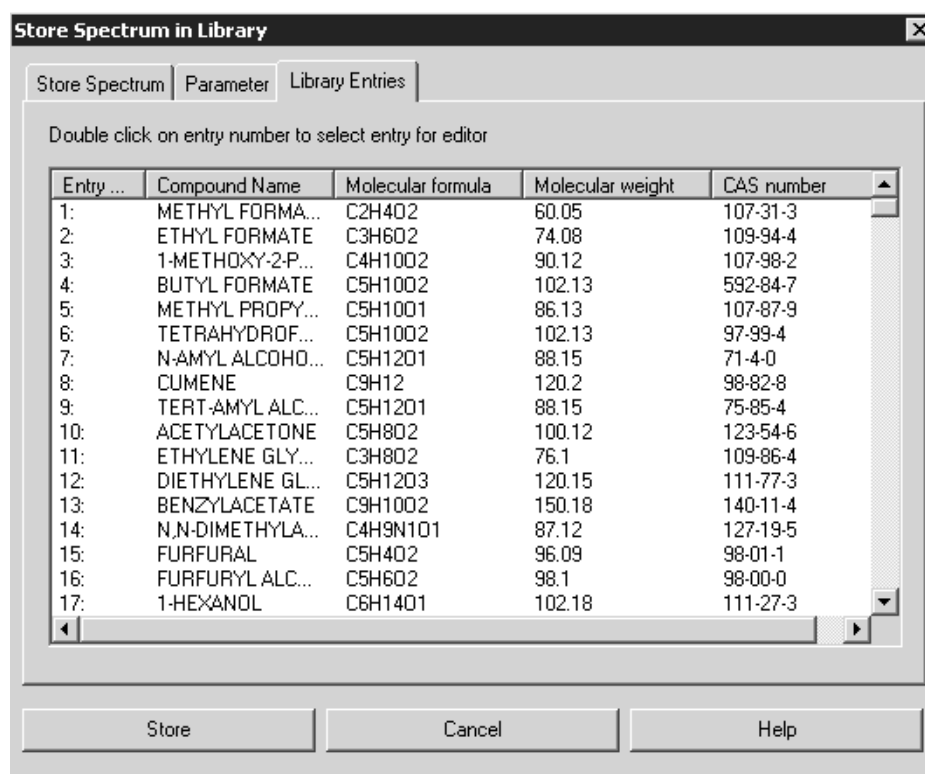 Store Spectrum in Library
Store Spectrum Parameter Library Entries
Double click on entry number to select entry for editor
Entry ... Compound Name Molecular formula Molecular weight CAS number
1: METHYL FORMA... C2H4O2 60.05 107-31-3
2: ETHYL FORMATE C3H6O2 74.08 109-94-4
3: 1-METHOXY-2-P... C4H10O2 90.12 107-98-2
4: BUTYL FORMATE C5H10O2 102.13 592-84-7
5: METHYL PROPY... C5H10O1 86.13 107-87-9
6: TETRAHYDROF... C5H10O2 102.13 97-99-4
7: N-AMYL ALCOHO... C5H12O1 88.15 71-4-0
8: CUMENE C9H12 120.2 98-82-8
9: TERT-AMYL ALC... C5H12O1 88.15 75-85-4
10: ACETYLACETONE C5H8O2 100.12 123-54-6
11: ETHYLENE GLY... C3H8O2 76.1 109-86-4
12: DIETHYLENE GL... C5H12O3 120.15 111-77-3
13: BENZYLACETATE C9H10O2 150.18 140-11-4
14: N,N-DIMETHYLA... C4H9N1O1 87.12 127-19-5
15: FURFURAL C5H4O2 96.09 98-01-1
16: FURFURYL ALC... C5H6O2 98.1 98-00-0
17: 1-HEXANOL C6H14O1 102.18 111-27-3
Store Cancel Help